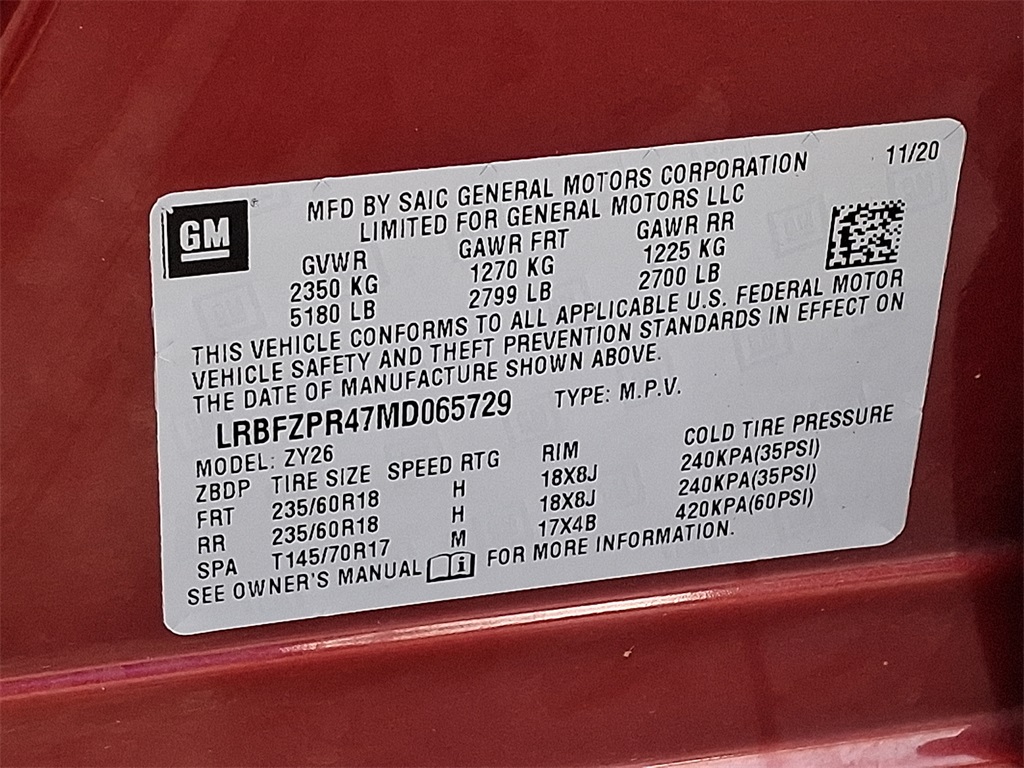 11/20
GM
MFD BY SAIC GENERAL MOTORS CORPORATION
LIMITED FOR GENERAL MOTORS LLC
GVWR GAWR FRT GAWR RR
2350 KG 1270 KG 1225 KG
5180 LB 2799 LB 2700 LB
THIS VEHICLE CONFORMS TO ALL APPLICABLE U.S. FEDERAL MOTOR
VEHICLE SAFETY AND THEFT PREVENTION STANDARDS IN EFFECT ON
THE DATE OF MANUFACTURE SHOWN ABOVE.
LRBFZPR47MD065729 TYPE: M.P.V.
MODEL: ZY26
ZBDP TIRE SIZE SPEED RTG RIM COLD TIRE PRESSURE
FRT 235/60R18 H 18X8J 240KPA(35PSI)
RR 235/60R18 H 18X8J 240KPA(35PSI)
SPA T145/70R17 M 17X4B 420KPA(60PSI)
SEE OWNER'S MANUAL i FOR MORE INFORMATION.